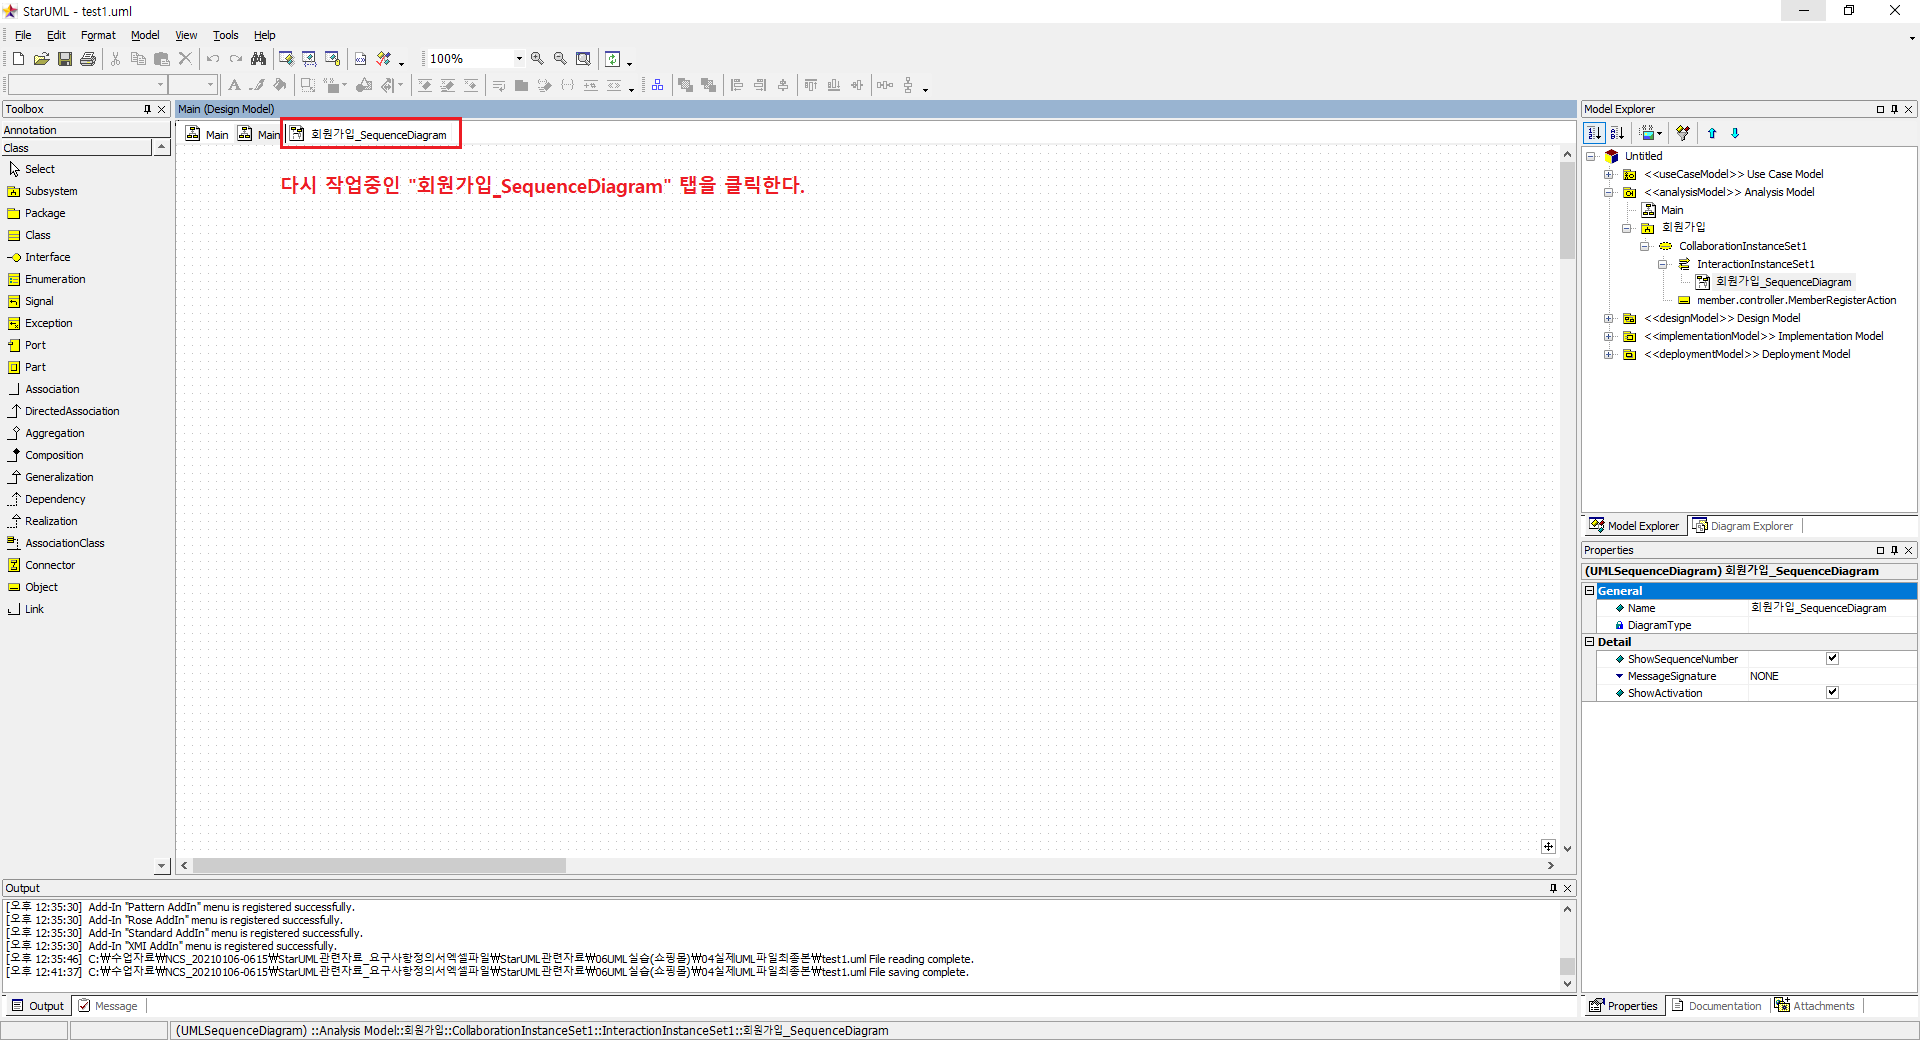 StarUML - test1.uml
File Edit Format Model View Tools Help
100%
Toolbox
Annotation
Class
Select
Subsystem
Package
Class
Interface
Enumeration
Signal
Exception
Port
Part
Association
DirectedAssociation
Aggregation
Composition
Generalization
Dependency
Realization
AssociationClass
Connector
Object
Link
Main (Design Model)
Main Main 회원가입_SequenceDiagram
다시 작업중인 "회원가입_SequenceDiagram" 탭을 클릭한다.
Model Explorer
Untitled
<<useCaseModel>> Use Case Model
<<analysisModel>> Analysis Model
Main
회원가입
CollaborationInstanceSet1
InteractionInstanceSet1
회원가입_SequenceDiagram
member.controller.MemberRegisterAction
<<designModel>> Design Model
<<implementationModel>> Implementation Model
<<deploymentModel>> Deployment Model
Model Explorer Diagram Explorer
Properties
(UMLSequenceDiagram) 회원가입_SequenceDiagram
General
Name 회원가입_SequenceDiagram
DiagramType
Detail
ShowSequenceNumber
MessageSignature NONE
ShowActivation
Properties Documentation Attachments
Output
[오후 12:35:30] Add-In "Pattern AddIn" menu is registered successfully.
[오후 12:35:30] Add-In "Rose AddIn" menu is registered successfully.
[오후 12:35:30] Add-In "Standard AddIn" menu is registered successfully.
[오후 12:35:30] Add-In "XMI AddIn" menu is registered successfully.
[오후 12:35:46] C:₩수업자료₩NCS_20210106-0615₩StarUML관련자료_요구사항정의서엑셀파일₩StarUML관련자료₩06UML실습(쇼핑몰)₩04실제UML파일최종본₩test1.uml File reading complete.
[오후 12:41:37] C:₩수업자료₩NCS_20210106-0615₩StarUML관련자료_요구사항정의서엑셀파일₩StarUML관련자료₩06UML실습(쇼핑몰)₩04실제UML파일최종본₩test1.uml File saving complete.
Output Message
(UMLSequenceDiagram) ::Analysis Model::회원가입::CollaborationInstanceSet1::InteractionInstanceSet1::회원가입_SequenceDiagram